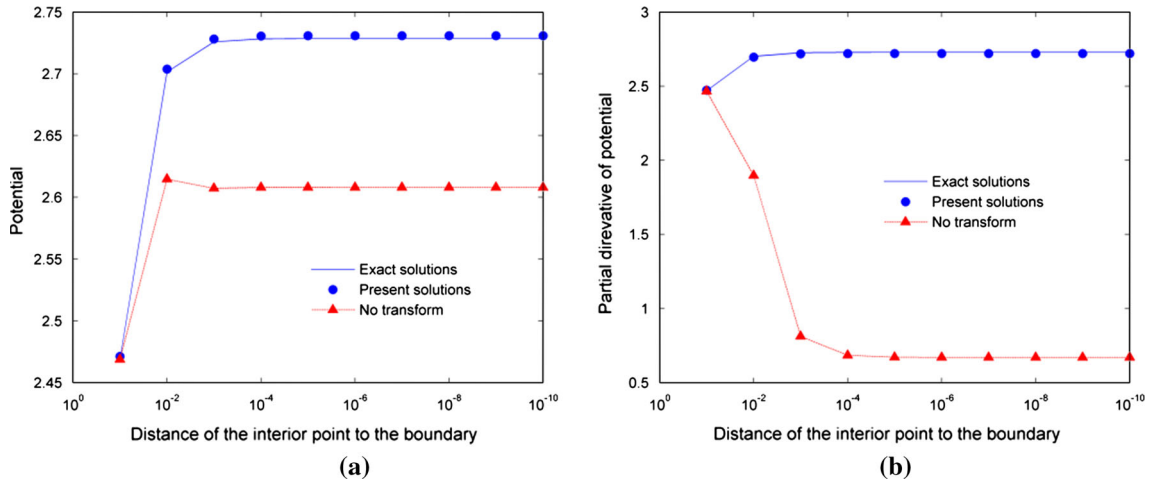 2.75
2.7
2.65
2.6
2.55
2.5
2.45
Potential
Exact solutions
Present solutions
No transform
10⁰ 10⁻² 10⁻⁴ 10⁻⁶ 10⁻⁸ 10⁻¹⁰
Distance of the interior point to the boundary
(a)
3
2.5
2
1.5
1
0.5
Partial direvative of potential
Exact solutions
Present solutions
No transform
10⁰ 10⁻² 10⁻⁴ 10⁻⁶ 10⁻⁸ 10⁻¹⁰
Distance of the interior point to the boundary
(b)